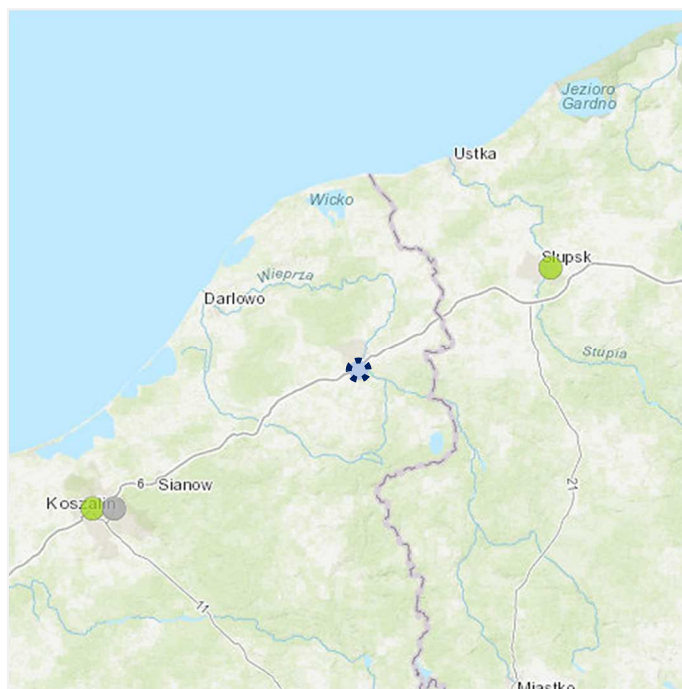 Jezioro
Gardno
Ustka
Wicko
Slupsk
Wieprza
Darlowo
Stupia
6
Sianow
Koszalin
21
11
Miastko